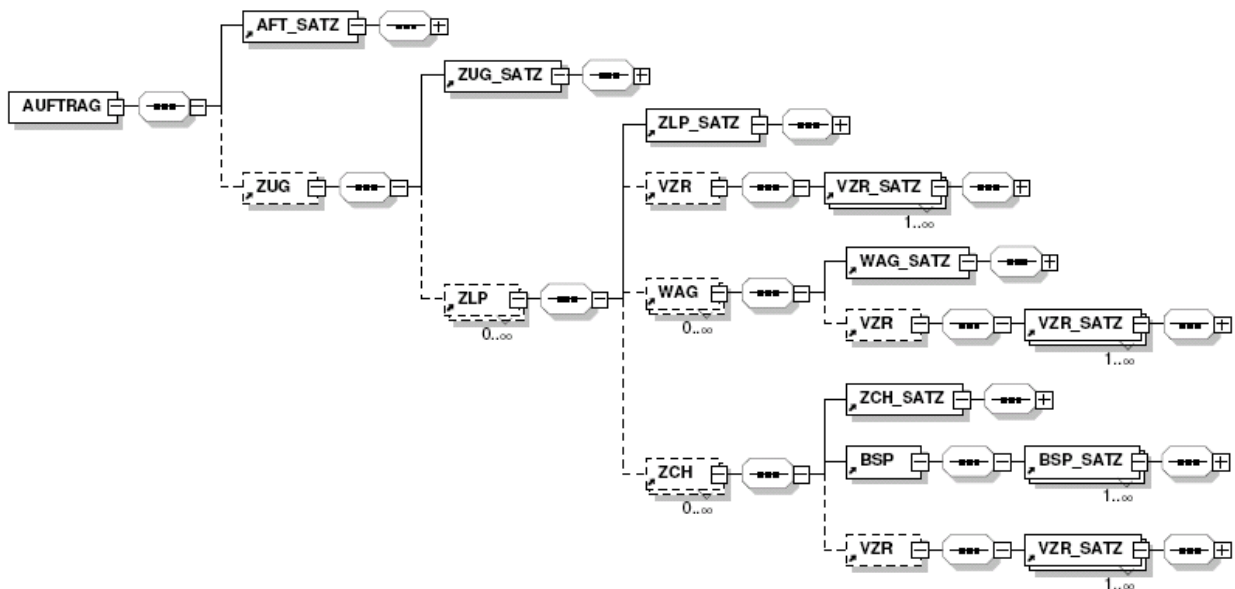 AFT_SATZ
ZUG_SATZ
AUFTRAG
ZLP_SATZ
ZUG
VZR
VZR_SATZ
1..∞
WAG_SATZ
ZLP
0..∞
WAG
0..∞
VZR
VZR_SATZ
1..∞
ZCH_SATZ
ZCH
0..∞
BSP
BSP_SATZ
1..∞
VZR
VZR_SATZ
1..∞